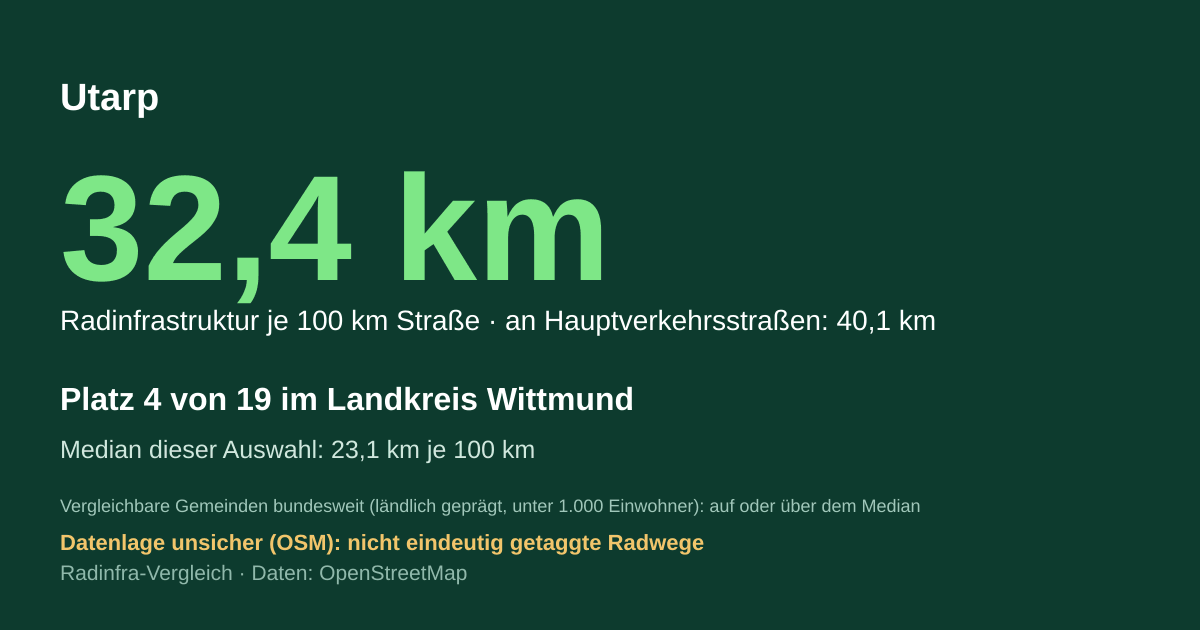 Utarp
32,4 km
Radinfrastruktur je 100 km Straße · an Hauptverkehrsstraßen: 40,1 km
Platz 4 von 19 im Landkreis Wittmund
Median dieser Auswahl: 23,1 km je 100 km
Vergleichbare Gemeinden bundesweit (ländlich geprägt, unter 1.000 Einwohner): auf oder über dem Median
Datenlage unsicher (OSM): nicht eindeutig getaggte Radwege
Radinfra-Vergleich · Daten: OpenStreetMap